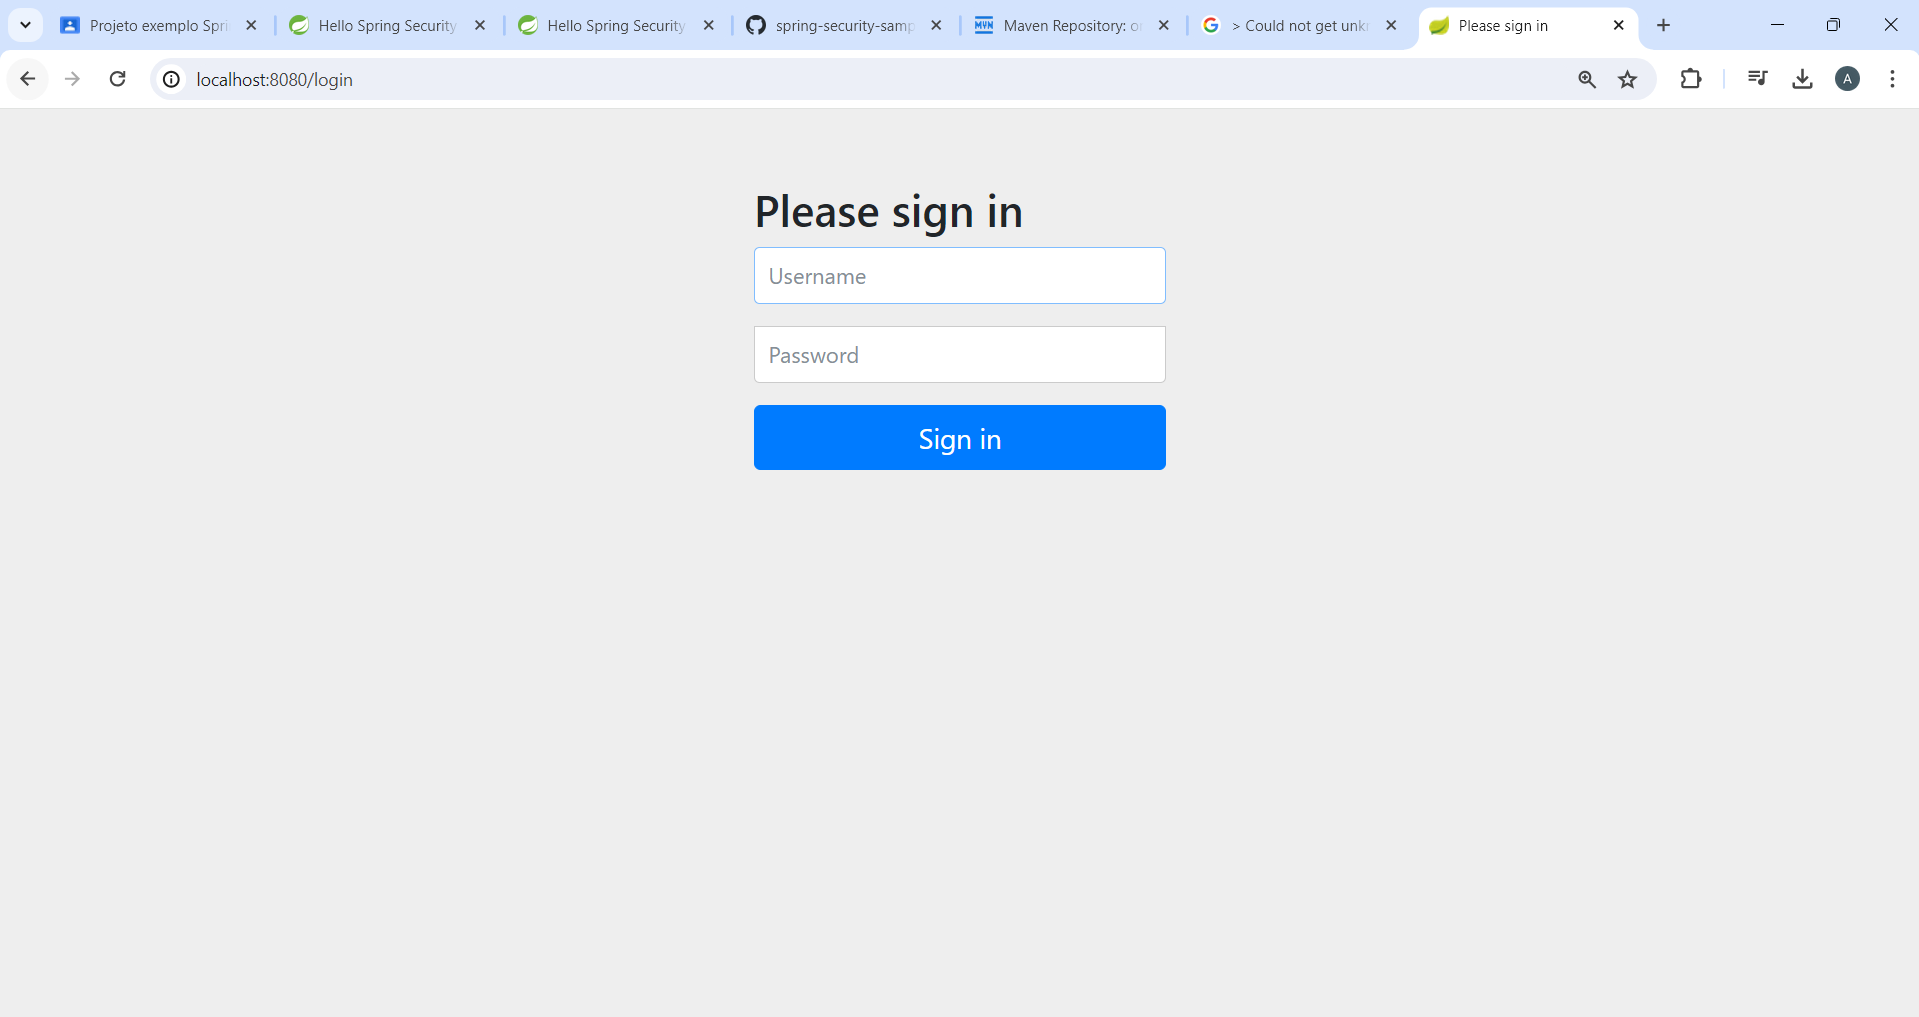 Projeto exemplo Spri
Hello Spring Security
Hello Spring Security
spring-security-samp
MVN
Maven Repository: o
> Could not get unk
Please sign in
localhost:8080/login
A
Please sign in
Username
Password
Sign in